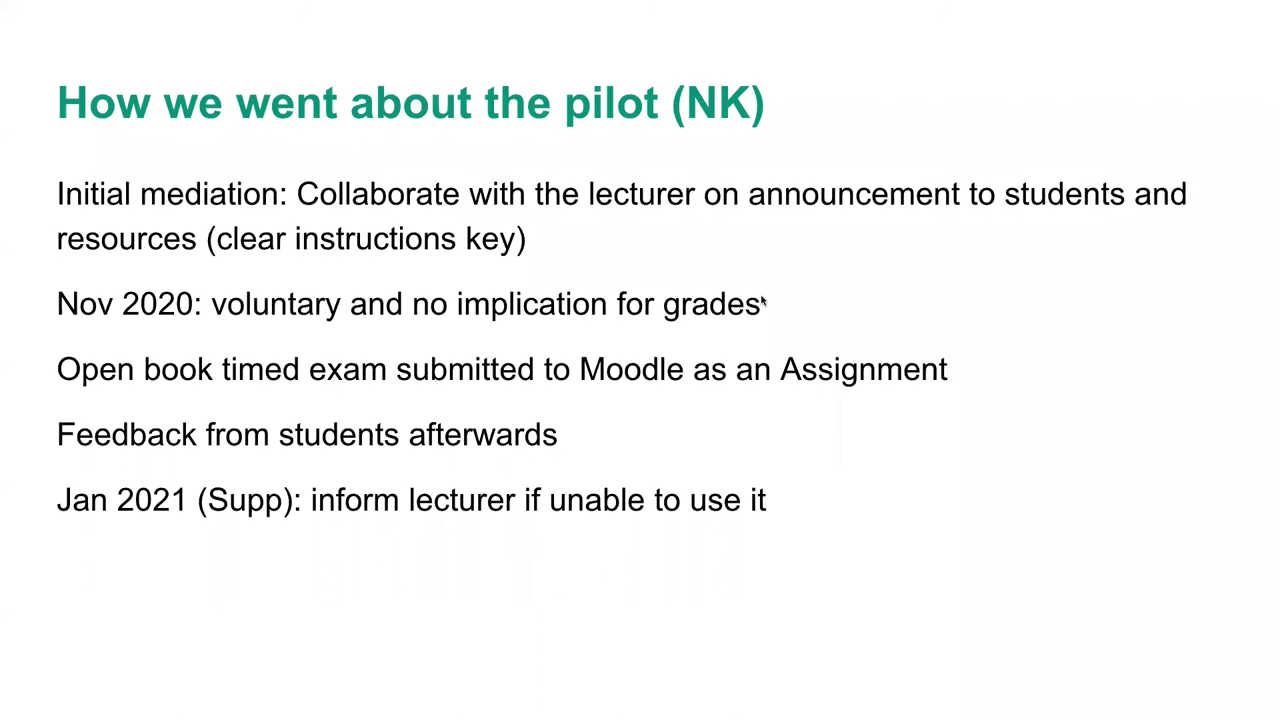 How we went about the pilot (NK)
Initial mediation: Collaborate with the lecturer on announcement to students and
resources (clear instructions key)
Nov 2020: voluntary and no implication for grades
Open book timed exam submitted to Moodle as an Assignment
Feedback from students afterwards
Jan 2021 (Supp): inform lecturer if unable to use it